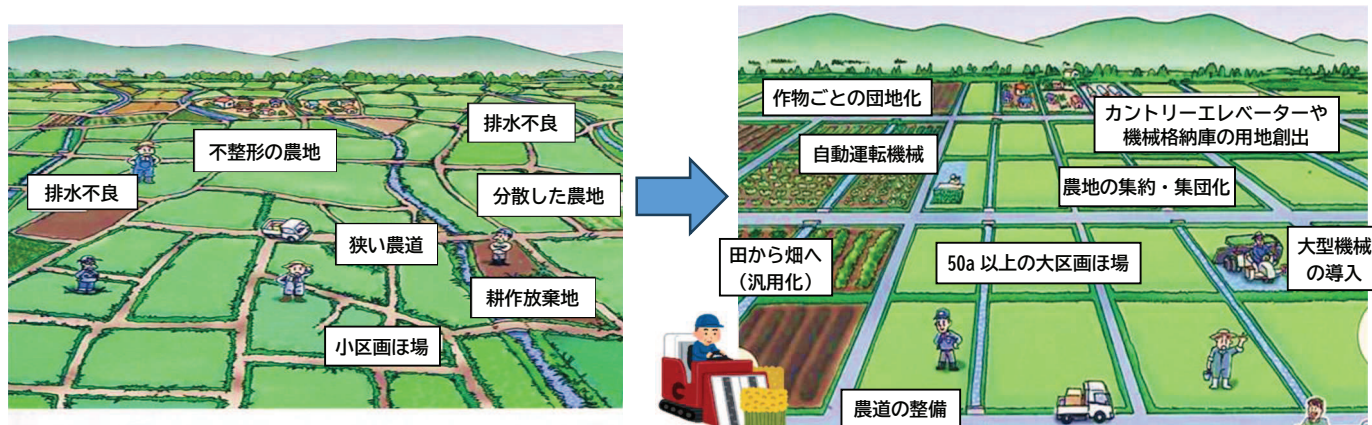 排水不良
不整形の農地
排水不良
分散した農地
狭い農道
耕作放棄地
小区画ほ場
作物ごとの団地化
カントリーエレベーターや
機械格納庫の用地創出
自動運転機械
農地の集約・集団化
田から畑へ
（汎用化）
50a 以上の大区画ほ場
大型機械
の導入
農道の整備